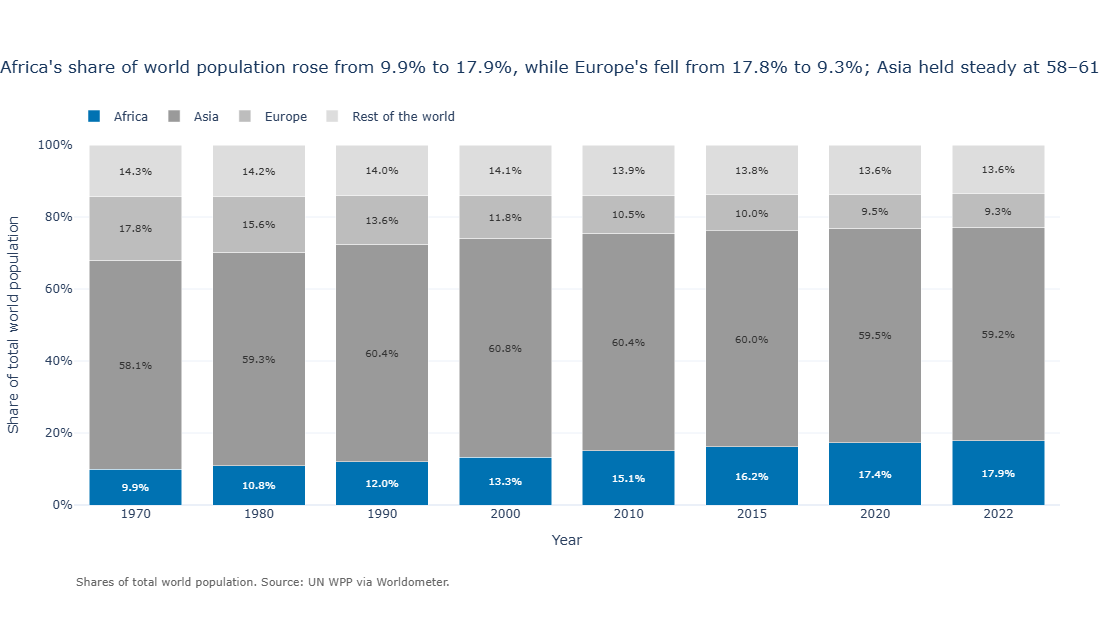 Africa's share of world population rose from 9.9% to 17.9%, while Europe's fell from 17.8% to 9.3%; Asia held steady at 58–61
Africa Asia Europe Rest of the world
100%
80%
60%
40%
20%
0%
Share of total world population
14.3% 14.2% 14.0% 14.1% 13.9% 13.8% 13.6% 13.6%
17.8% 15.6% 13.6% 11.8% 10.5% 10.0% 9.5% 9.3%
58.1% 59.3% 60.4% 60.8% 60.4% 60.0% 59.5% 59.2%
9.9% 10.8% 12.0% 13.3% 15.1% 16.2% 17.4% 17.9%
1970 1980 1990 2000 2010 2015 2020 2022
Year
Shares of total world population. Source: UN WPP via Worldometer.